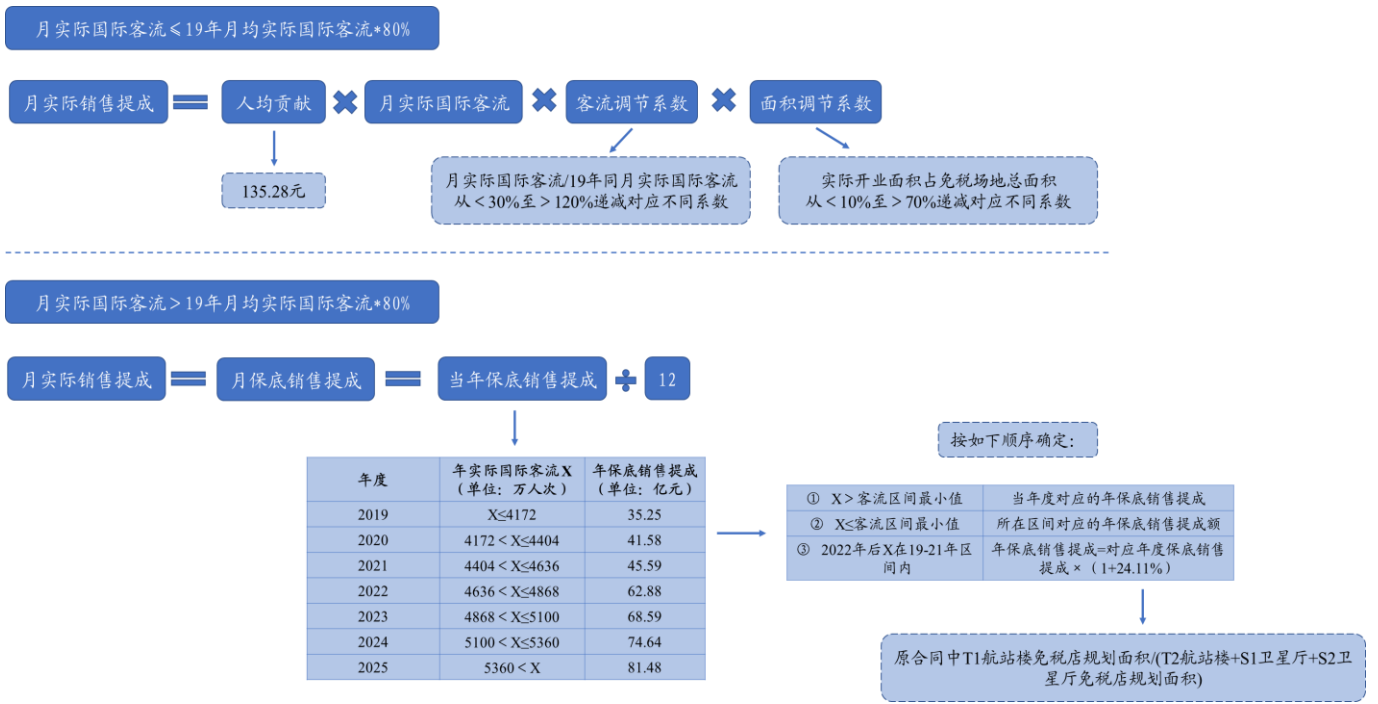 月实际国际客流≤19年月均实际国际客流*80%
月实际销售提成 = 人均贡献 × 月实际国际客流 × 客流调节系数 × 面积调节系数
135.28元
月实际国际客流/19年同月实际国际客流
从<30%至>120%递减对应不同系数
实际开业面积占免税场地总面积
从<10%至>70%递减对应不同系数
月实际国际客流>19年月均实际国际客流*80%
月实际销售提成 = 月保底销售提成 = 当年保底销售提成 ÷ 12
年度 年实际国际客流X 年保底销售提成
(单位：万人次) (单位：亿元)
2019 X≤4172 35.25
2020 4172<X≤4404 41.58
2021 4404<X≤4636 45.59
2022 4636<X≤4868 62.88
2023 4868<X≤5100 68.59
2024 5100<X≤5360 74.64
2025 5360<X 81.48
按如下顺序确定：
① X>客流区间最小值 当年度对应的年保底销售提成
② X≤客流区间最小值 所在区间对应的年保底销售提成额
③ 2022年后X在19-21年区 年保底销售提成=对应年度保底销售
间内 提成×（1+24.11%）
原合同中T1航站楼免税店规划面积/(T2航站楼+S1卫星厅+S2卫
星厅免税店规划面积)